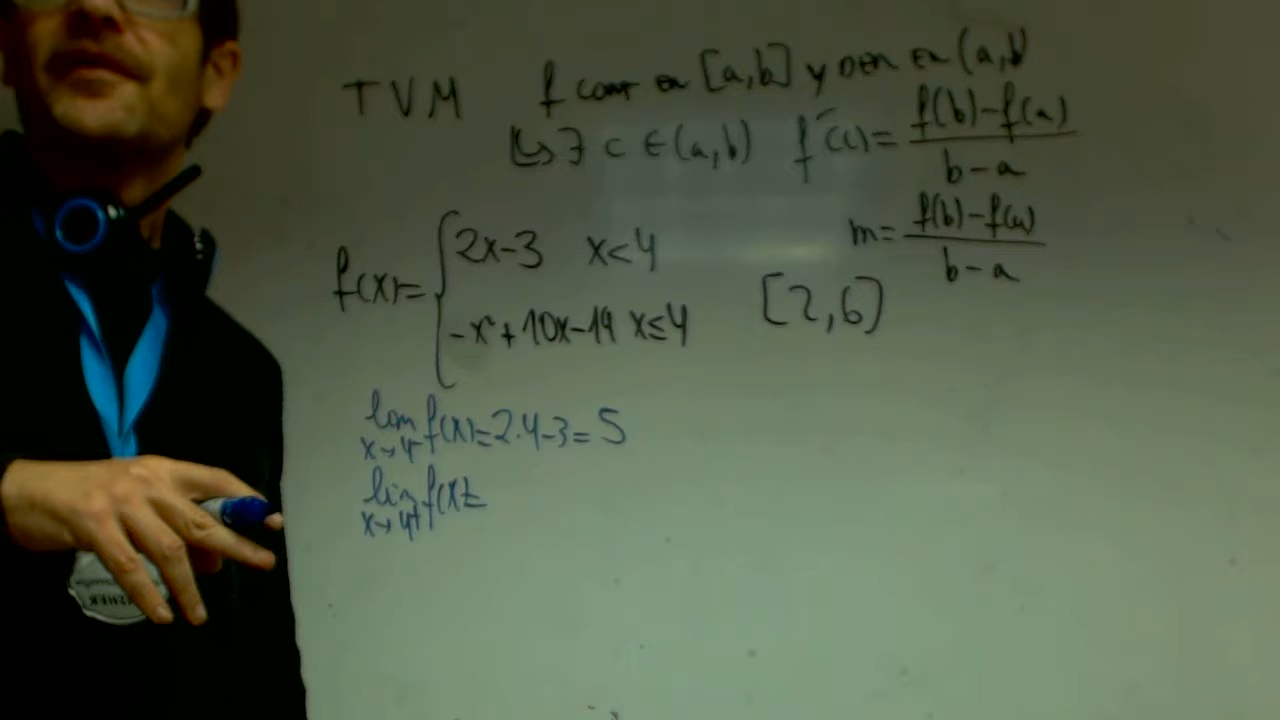 TVM f cont en [a,b] y der en (a,b)
↳ ∃ c ∈ (a,b) f'(c) = f(b)-f(a) / b-a
m = f(b)-f(a) / b-a
f(x) = { 2x-3 x<4
-x²+10x-19 x≤4 [2,6]
lim x→4⁻ f(x) = 2·4-3 = 5
lim x→4⁺ f(x) =